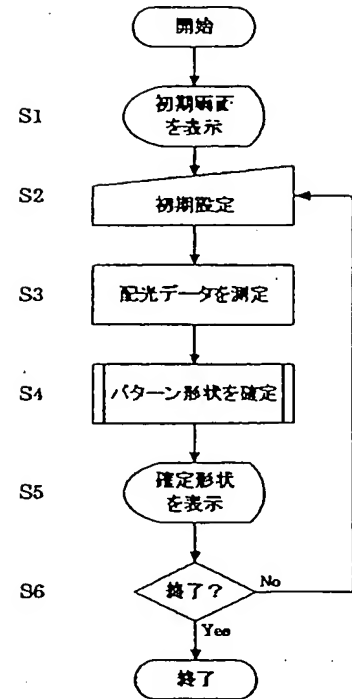 開始
S1
初期画面
を表示
S2
初期設定
S3
配光データを測定
S4
パターン形状を確定
S5
確定形状
を表示
S6
終了?
No
Yes
終了